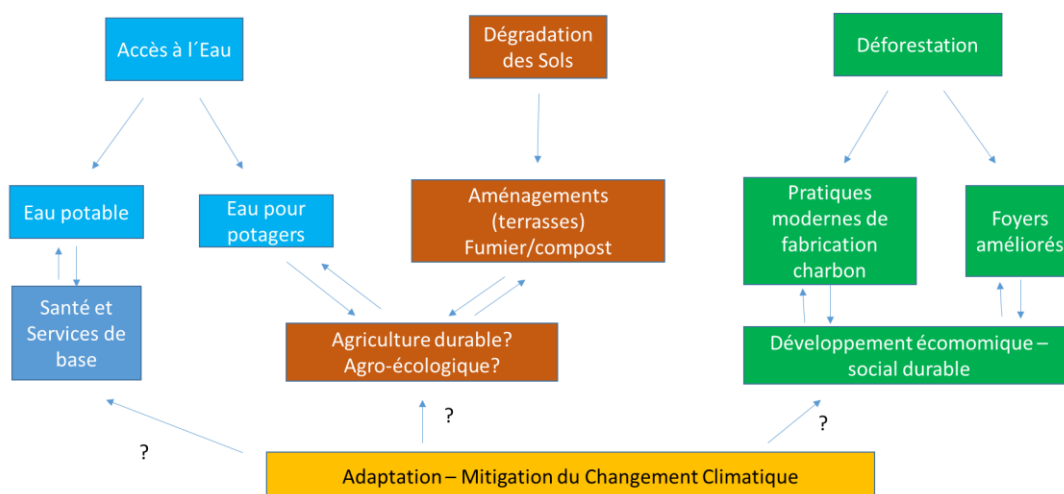 Accès à l´Eau
Dégradation
des Sols
Déforestation
Eau potable
Eau pour
potagers
Aménagements
(terrasses)
Fumier/compost
Pratiques
modernes de
fabrication
charbon
Foyers
améliorés
Santé et
Services de
base
Agriculture durable?
Agro-écologique?
Développement écomomique –
social durable
?
?
?
Adaptation – Mitigation du Changement Climatique